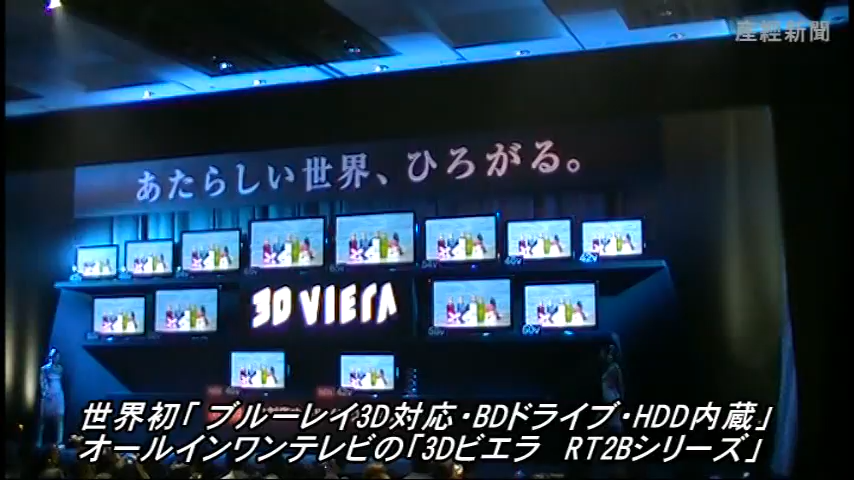 産経新聞
あたらしい世界、ひろがる。
3D VIERA
世界初「ブルーレイ3D対応・BDドライブ・HDD内蔵」
オールインワンテレビの「3Dビエラ　RT2Bシリーズ」